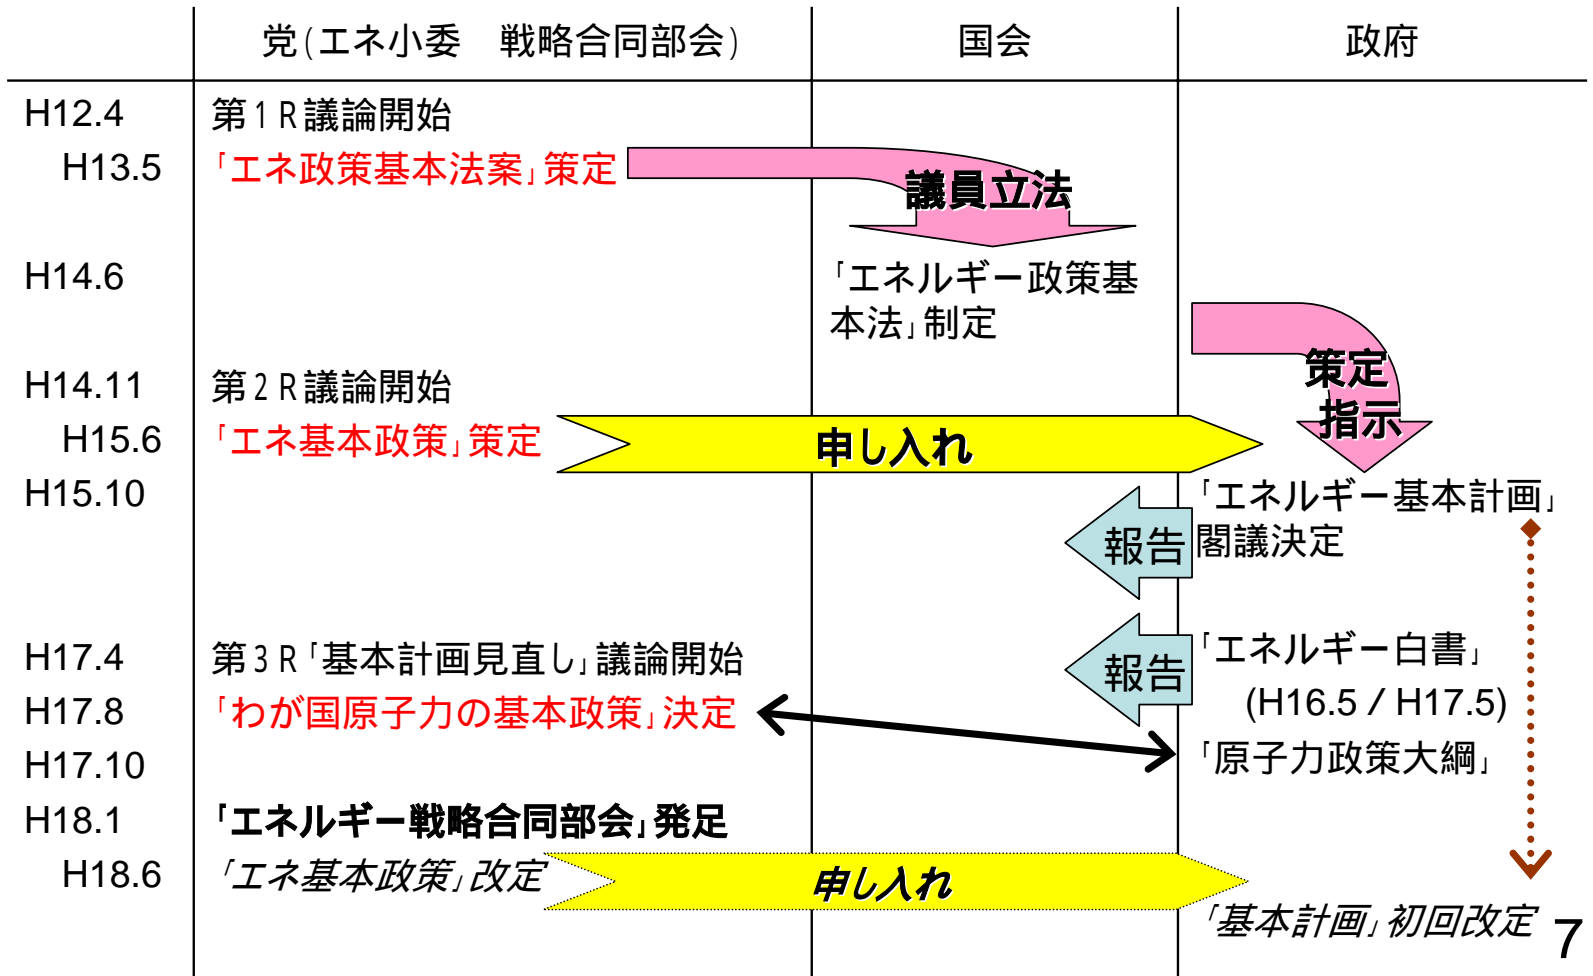 党(エネ小委　戦略合同部会)
国会
政府
H12.4
第1R議論開始
H13.5
「エネ政策基本法案」策定
議員立法
H14.6
「エネルギー政策基
本法」制定
策定
指示
H14.11
第2R議論開始
H15.6
「エネ基本政策」策定
申し入れ
H15.10
「エネルギー基本計画」
閣議決定
報告
H17.4
第3R「基本計画見直し」議論開始
報告
「エネルギー白書」
(H16.5 / H17.5)
H17.8
「わが国原子力の基本政策」決定
H17.10
「原子力政策大綱」
H18.1
「エネルギー戦略合同部会」発足
H18.6
「エネ基本政策」改定
申し入れ
「基本計画」初回改定
7